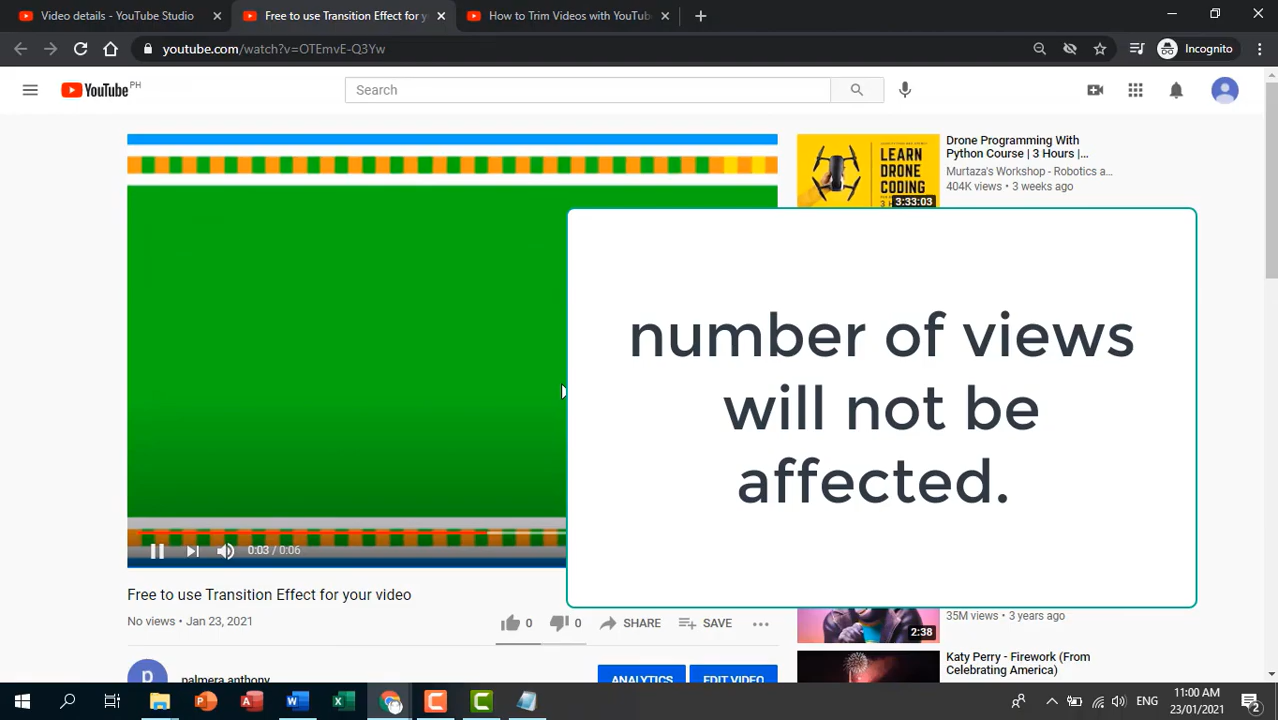 Video details - YouTube Studio
Free to use Transition Effect for y
How to Trim Videos with YouTub
youtube.com/watch?v=OTEmvE-Q3Yw
Incognito
YouTube PH
Search
Drone Programming With
Python Course | 3 Hours |...
Murtaza's Workshop - Robotics a...
404K views • 3 weeks ago
LEARN
DRONE
CODING
3:33:03
number of views
will not be
affected.
0:03 / 0:06
Free to use Transition Effect for your video
No views • Jan 23, 2021
0
0
SHARE
SAVE
35M views • 3 years ago
2:38
Katy Perry - Firework (From
Celebrating America)
p
palmera anthony
ANALYTICS
EDIT VIDEO
ENG
11:00 AM
23/01/2021
2